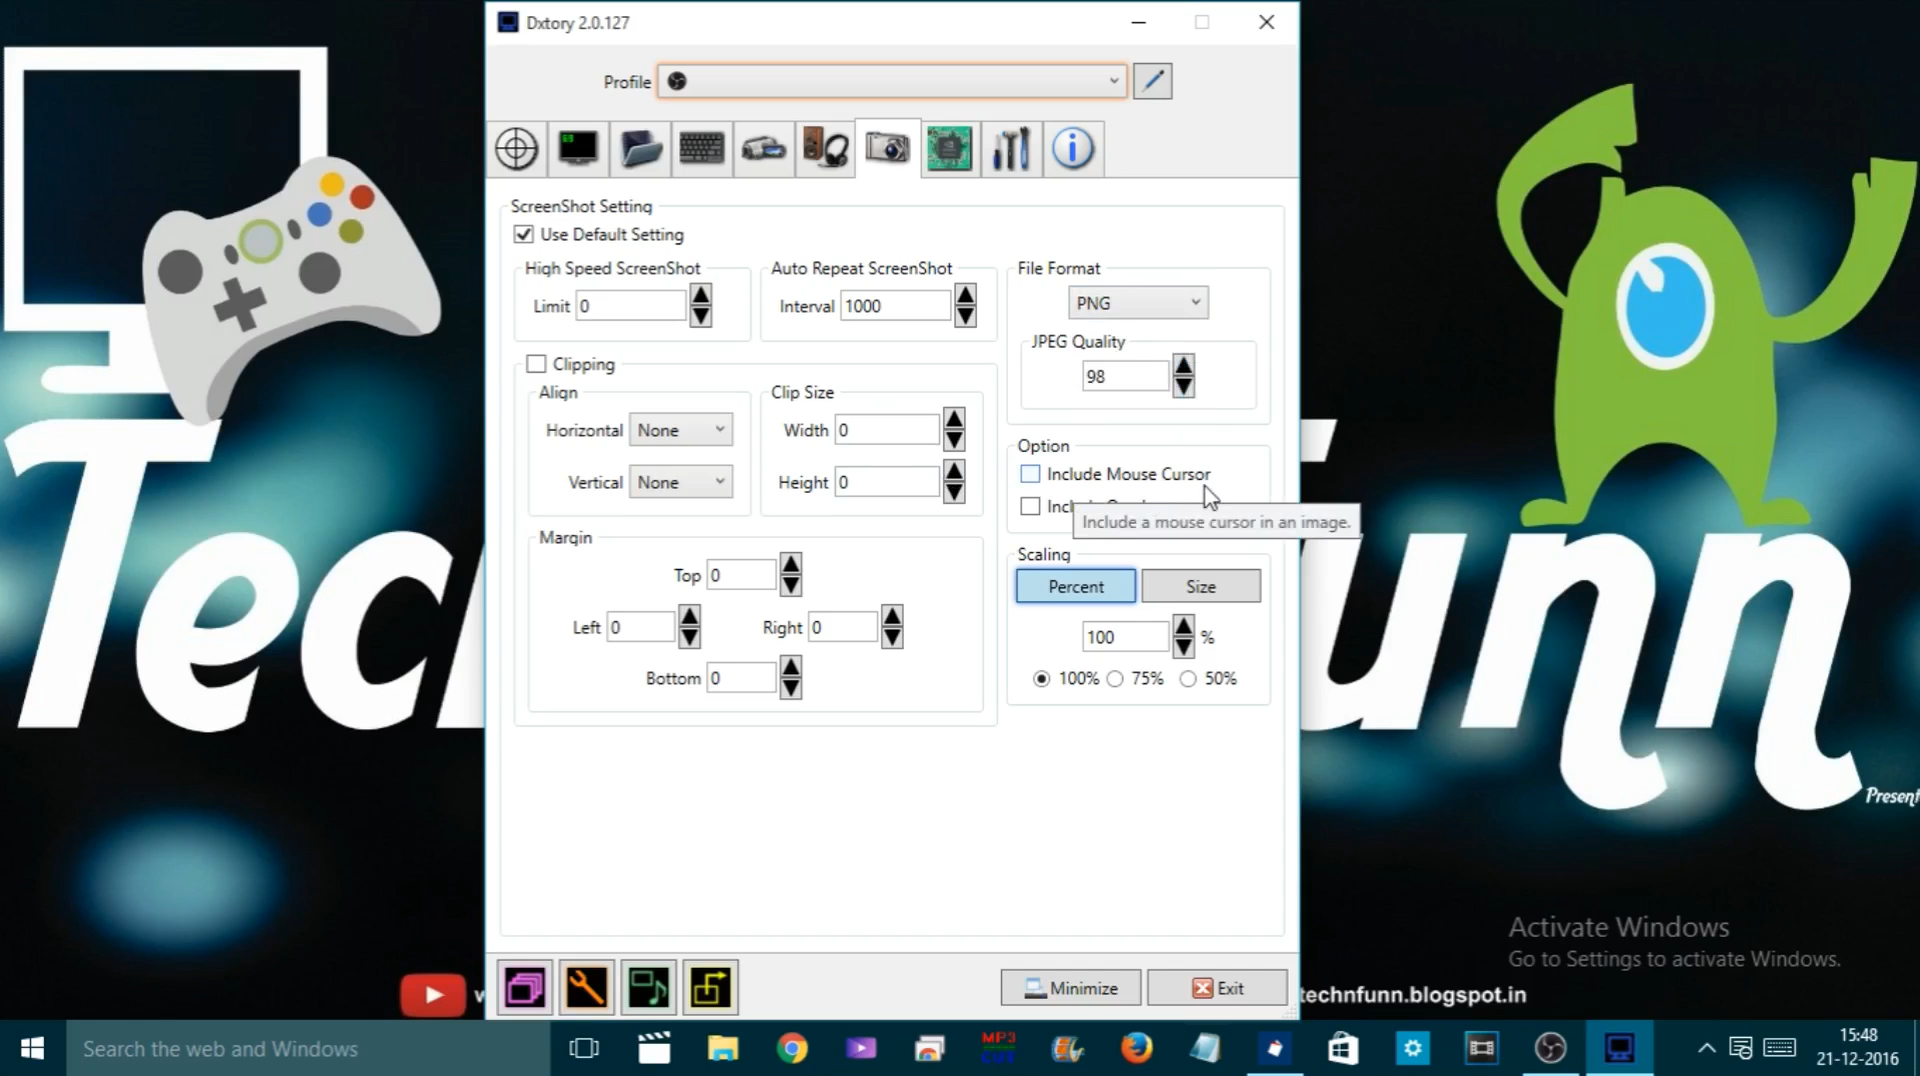 Dxtory 2.0.127
Profile
ScreenShot Setting
Use Default Setting
High Speed ScreenShot
Limit 0
Auto Repeat ScreenShot
Interval 1000
File Format
PNG
JPEG Quality
98
Clipping
Align
Horizontal None
Vertical None
Clip Size
Width 0
Height 0
Option
Include Mouse Cursor
Include a mouse cursor in an image.
Margin
Top 0
Left 0
Right 0
Bottom 0
Scaling
Percent
Size
100 %
100% 75% 50%
Minimize
Exit
Tec
unn
Present
Activate Windows
Go to Settings to activate Windows.
technfunn.blogspot.in
Search the web and Windows
MP3
15:48
21-12-2016